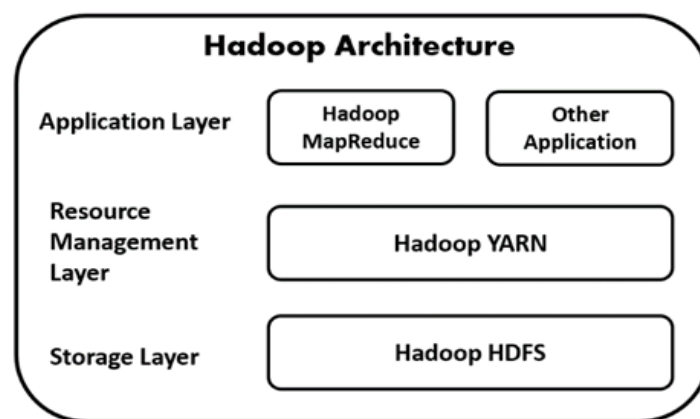 Hadoop Architecture
Application Layer
Hadoop
MapReduce
Other
Application
Resource
Management
Layer
Hadoop YARN
Storage Layer
Hadoop HDFS